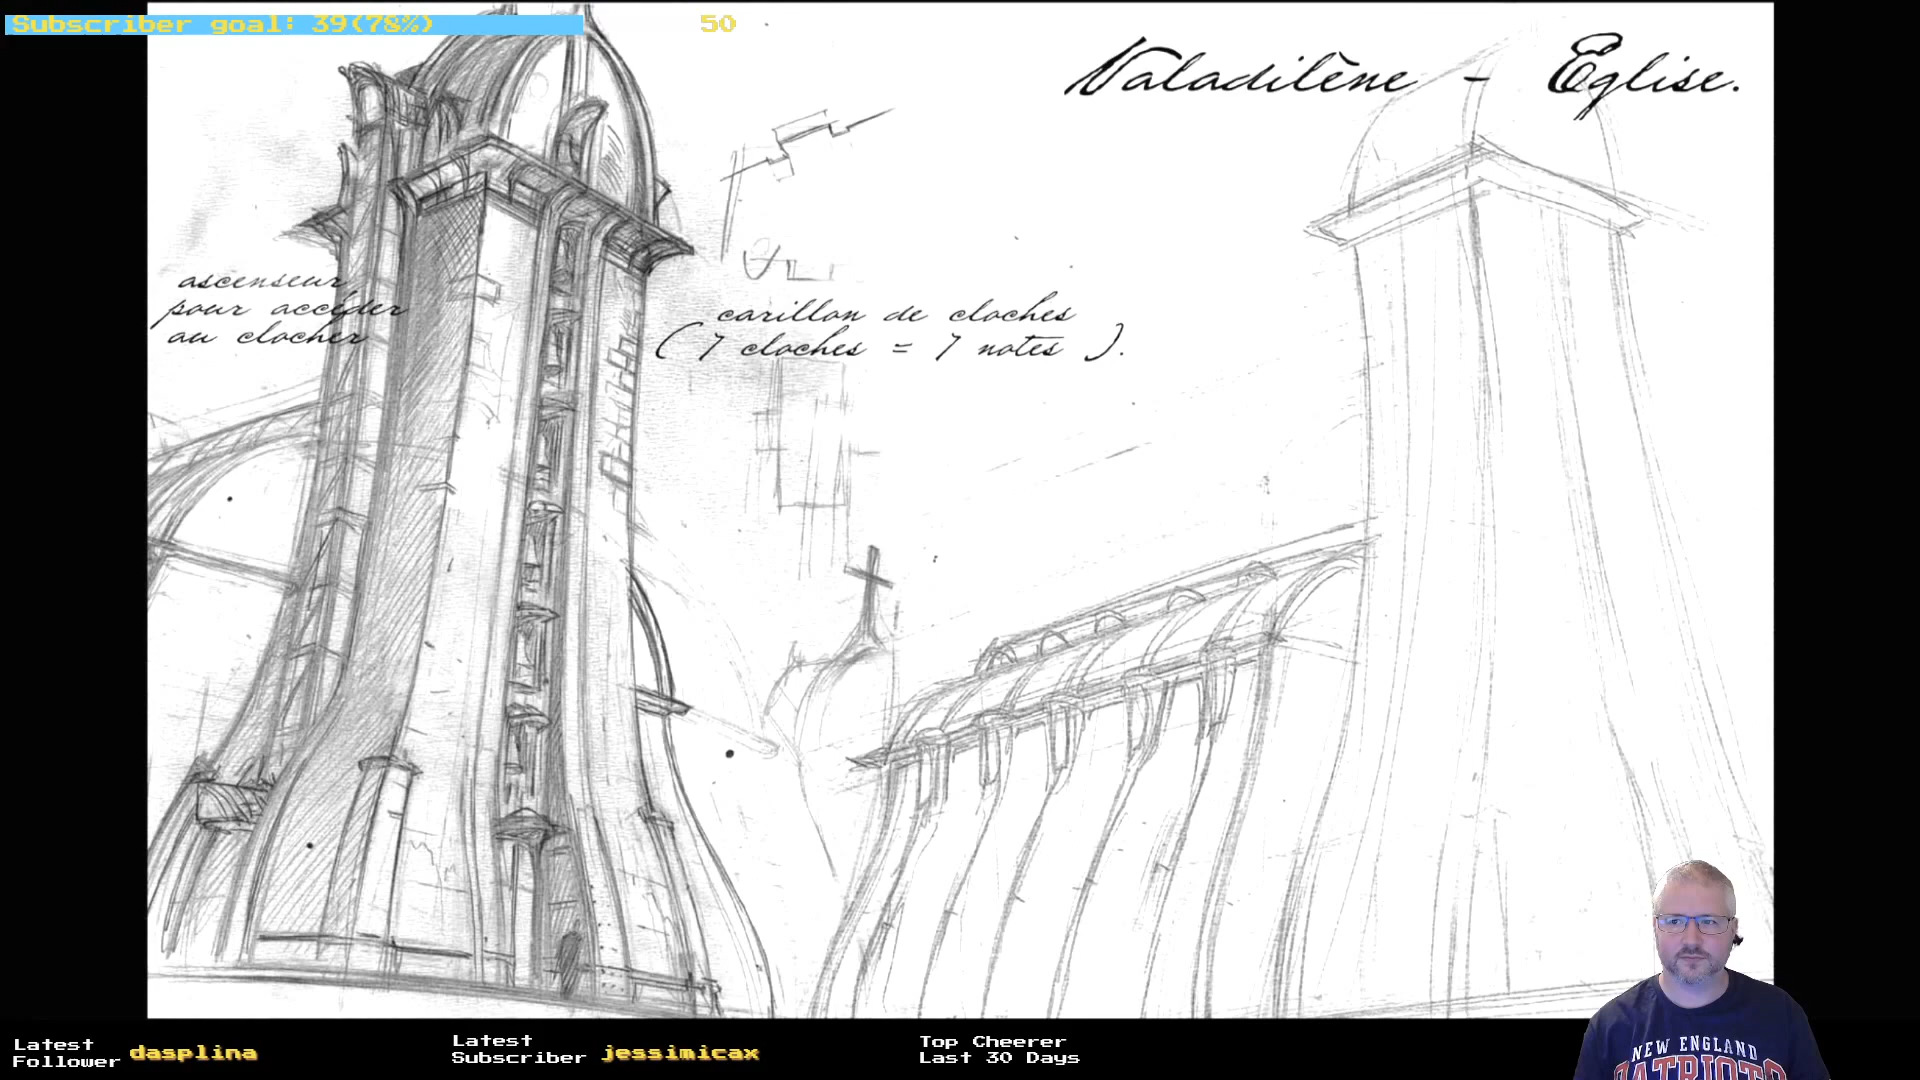 Subscriber goal: 39(78%) 50
Valadilène - Eglise.
ascenseur
pour accéder
au clocher
carillon de cloches
( 7 cloches = 7 notes ).
Latest
Follower dasplina
Latest
Subscriber jessimicax
Top Cheerer
Last 30 Days
NEW ENGLAND
PATRIOTS